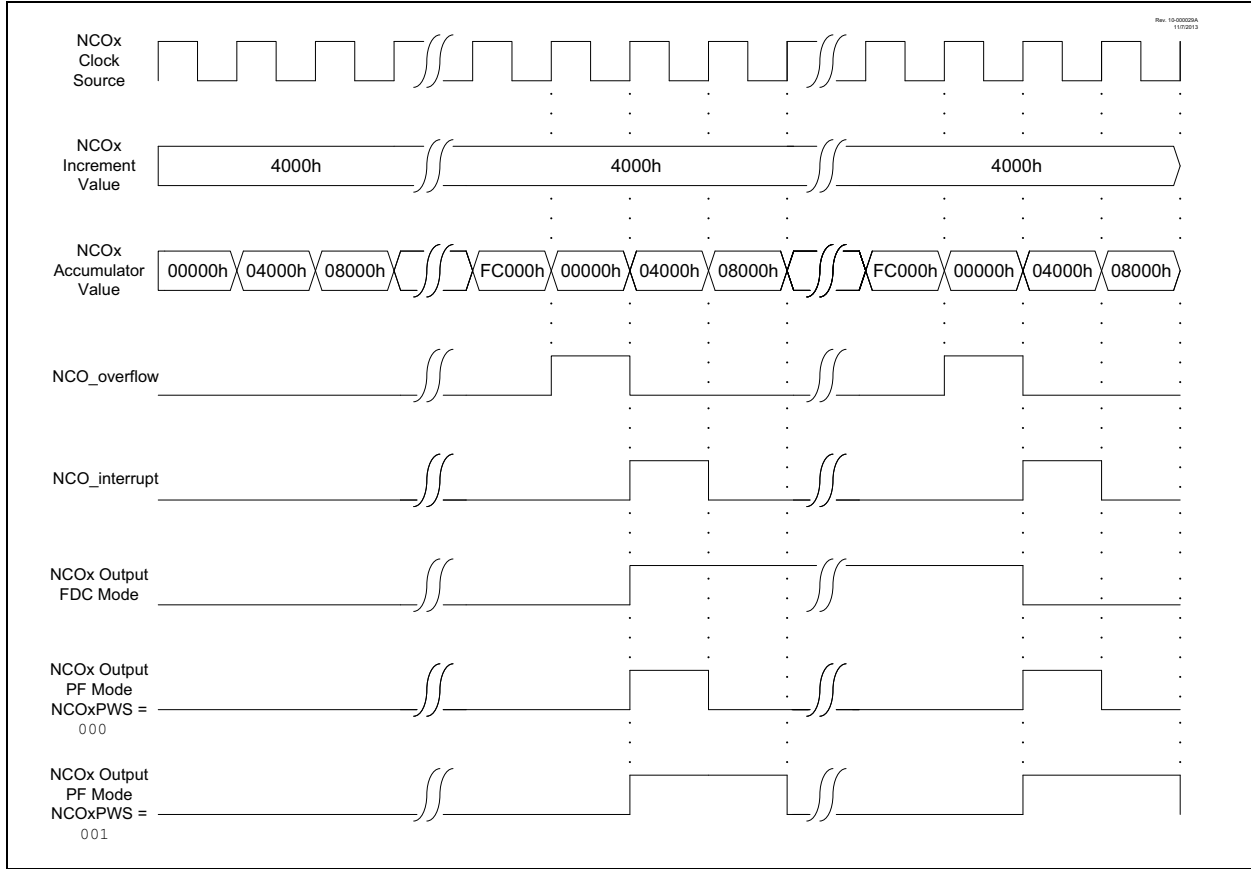 Rev. 10-000029A
11/7/2013
NCOx
Clock
Source
NCOx
Increment
Value
4000h 4000h 4000h
NCOx
Accumulator
Value
00000h 04000h 08000h FC000h 00000h 04000h 08000h FC000h 00000h 04000h 08000h
NCO_overflow
NCO_interrupt
NCOx Output
FDC Mode
NCOx Output
PF Mode
NCOxPWS =
000
NCOx Output
PF Mode
NCOxPWS =
001